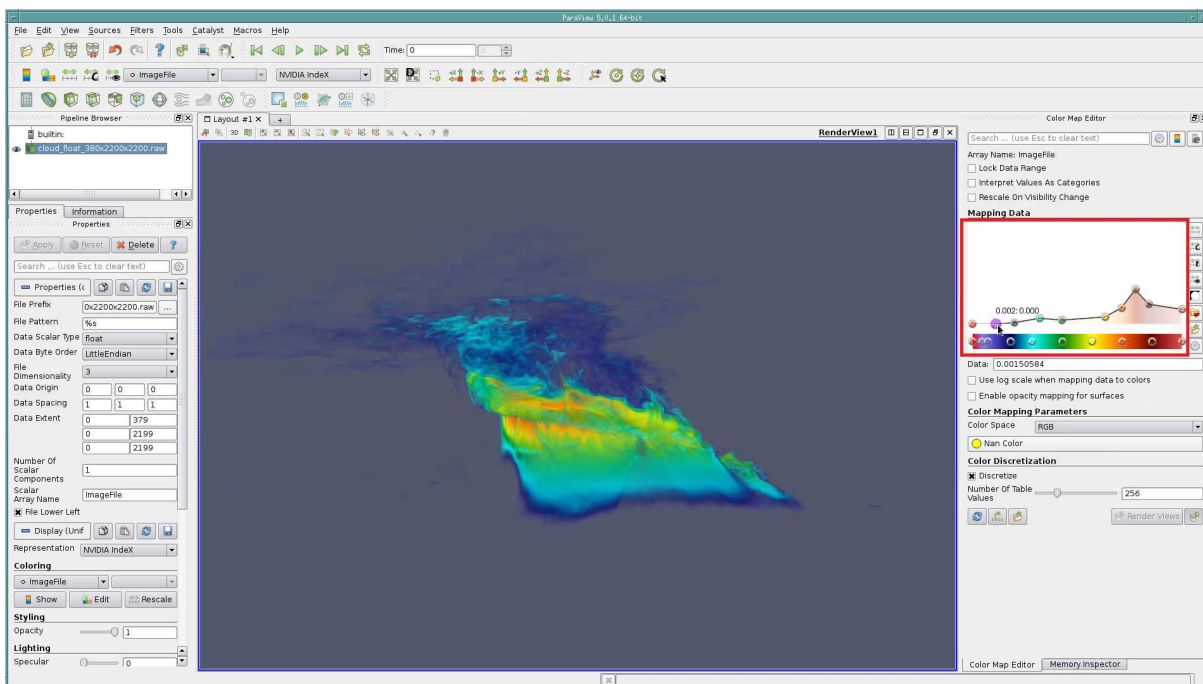 ParaView 5.0.1 64-bit
File Edit View Sources Filters Tools Catalyst Macros Help
Time: 0 0
ImageFile NVIDIA IndeX
Pipeline Browser
builtin:
cloud_float_380x2200x2200.raw
Properties Information
Properties
Apply Reset Delete ?
Search ... (use Esc to clear text)
Properties (c
File Prefix 0x2200x2200.raw ...
File Pattern %s
Data Scalar Type float
Data Byte Order LittleEndian
File
Dimensionality 3
Data Origin 0 0 0
Data Spacing 1 1 1
Data Extent 0 379
0 2199
0 2199
Number Of
Scalar
Components 1
Scalar
Array Name ImageFile
File Lower Left
Display (Unif
Representation NVIDIA IndeX
Coloring
ImageFile
Show Edit Rescale
Styling
Opacity 1
Lighting
Specular 0
Layout #1
3D
RenderView1
Color Map Editor
Search ... (use Esc to clear text)
Array Name: ImageFile
Lock Data Range
Interpret Values As Categories
Rescale On Visibility Change
Mapping Data
0.002: 0.000
Data: 0.00150584
Use log scale when mapping data to colors
Enable opacity mapping for surfaces
Color Mapping Parameters
Color Space RGB
Nan Color
Color Discretization
Discretize
Number Of Table
Values 256
Render Views
Color Map Editor Memory Inspector